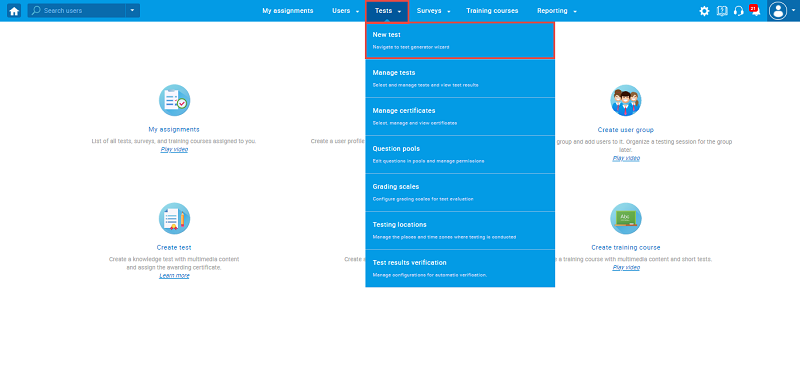 Search users
My assignments
Users
Tests
Surveys
Training courses
Reporting
21
New test
Navigate to test generator wizard
Manage tests
Select and manage tests and view test results
Manage certificates
Select, manage and view certificates
Question pools
Edit questions in pools and manage permissions
Grading scales
Configure grading scales for test evaluation
Testing locations
Manage the places and time zones where testing is conducted
Test results verification
Manage configurations for automatic verification.
My assignments
List of all tests, surveys, and training courses assigned to you.
Play video
Create a user profile
Create user group
group and add users to it. Organize a testing session for the group
later.
Play video
Create test
Create a knowledge test with multimedia content
and assign the awarding certificate.
Learn more
Create
Abc
Create training course
a training course with multimedia content and short tests.
Play video